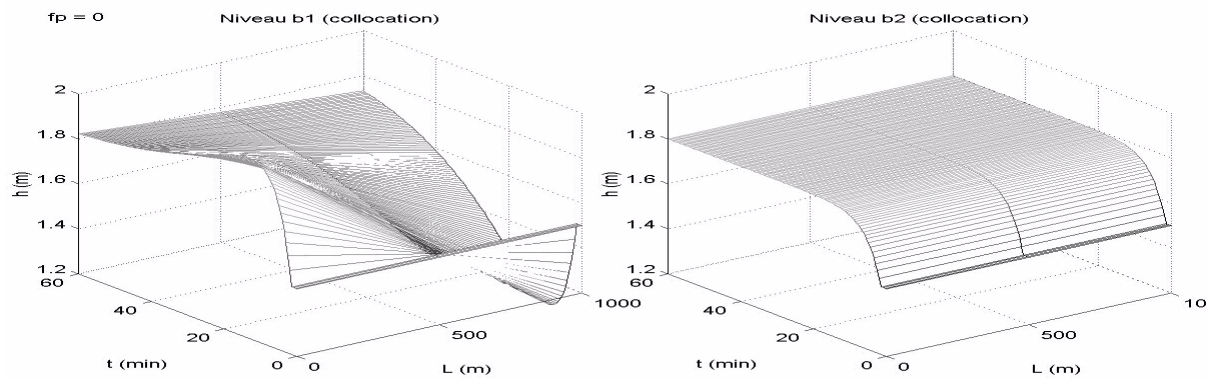 fp = 0
Niveau b1 (collocation)
2
1.8
1.6
1.4
1.2
h (m)
60
40
20
0
t (min)
0
500
1000
L (m)
Niveau b2 (collocation)
2
1.8
1.6
1.4
1.2
h (m)
60
40
20
0
t (min)
0
500
10
L (m)